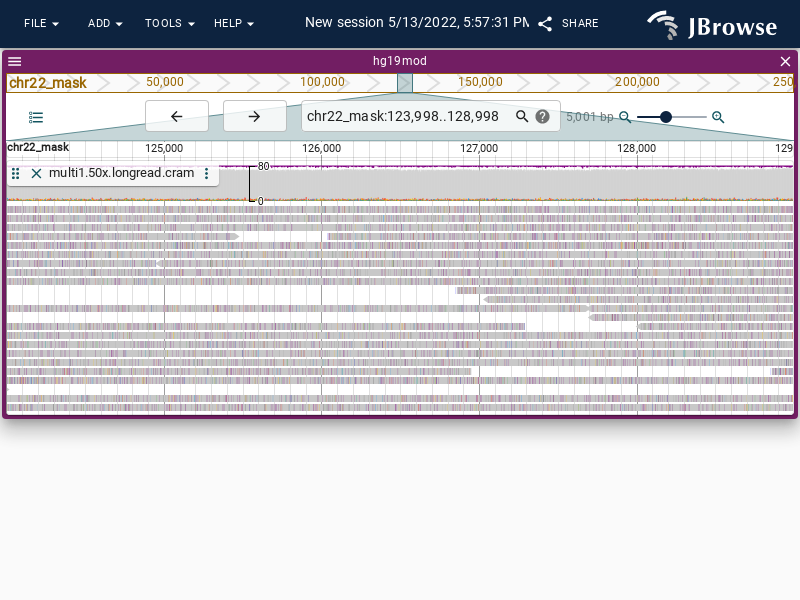 FILE ADD TOOLS HELP New session 5/13/2022, 5:57:31 PM SHARE JBrowse
hg19mod
chr22_mask 50,000 100,000 150,000 200,000 250
chr22_mask:123,998..128,998 5,001 bp
chr22_mask 125,000 126,000 127,000 128,000 129
multi1.50x.longread.cram 80
0